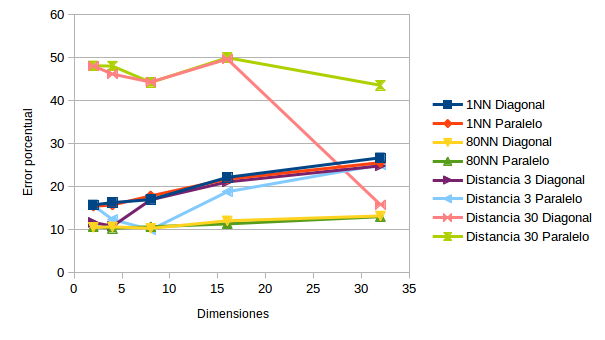 60
50
40
30
20
10
0
Error porcentual
0 5 10 15 20 25 30 35
Dimensiones
1NN Diagonal
1NN Paralelo
80NN Diagonal
80NN Paralelo
Distancia 3 Diagonal
Distancia 3 Paralelo
Distancia 30 Diagonal
Distancia 30 Paralelo